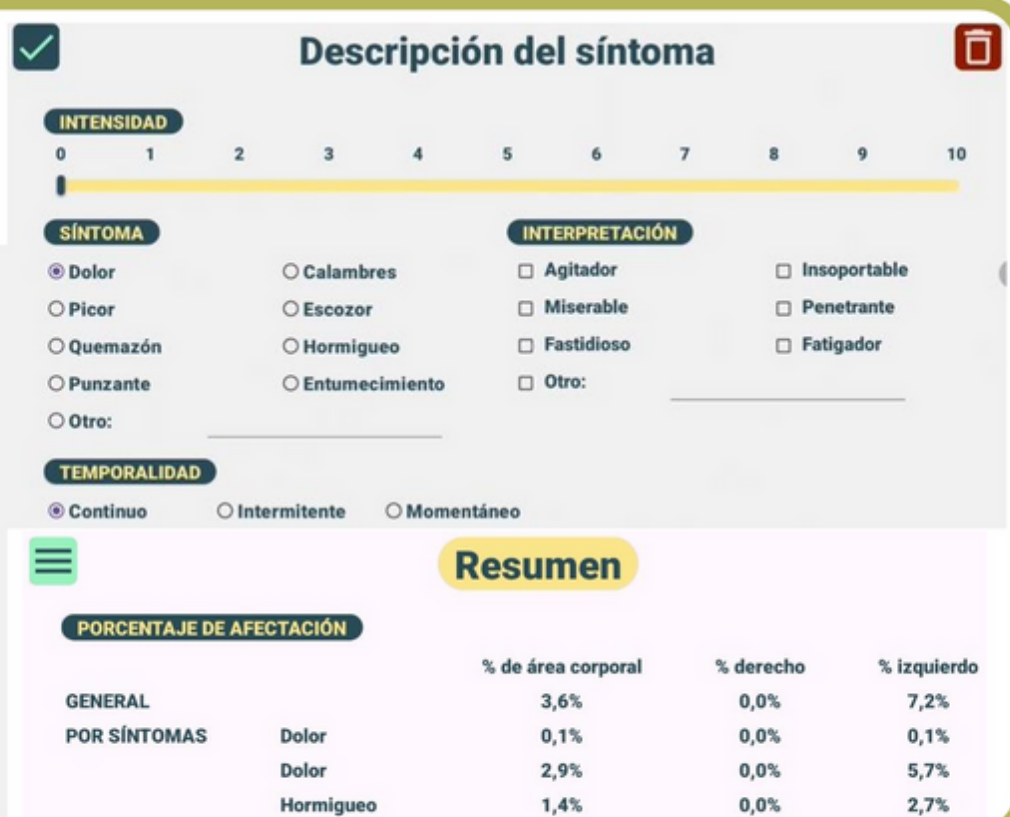 Descripción del síntoma
INTENSIDAD
0 1 2 3 4 5 6 7 8 9 10
SÍNTOMA INTERPRETACIÓN
Dolor Calambres Agitador Insoportable
Picor Escozor Miserable Penetrante
Quemazón Hormigueo Fastidioso Fatigador
Punzante Entumecimiento Otro:
Otro:
TEMPORALIDAD
Continuo Intermitente Momentáneo
Resumen
PORCENTAJE DE AFECTACIÓN
% de área corporal % derecho % izquierdo
GENERAL 3,6% 0,0% 7,2%
POR SÍNTOMAS Dolor 0,1% 0,0% 0,1%
Dolor 2,9% 0,0% 5,7%
Hormigueo 1,4% 0,0% 2,7%